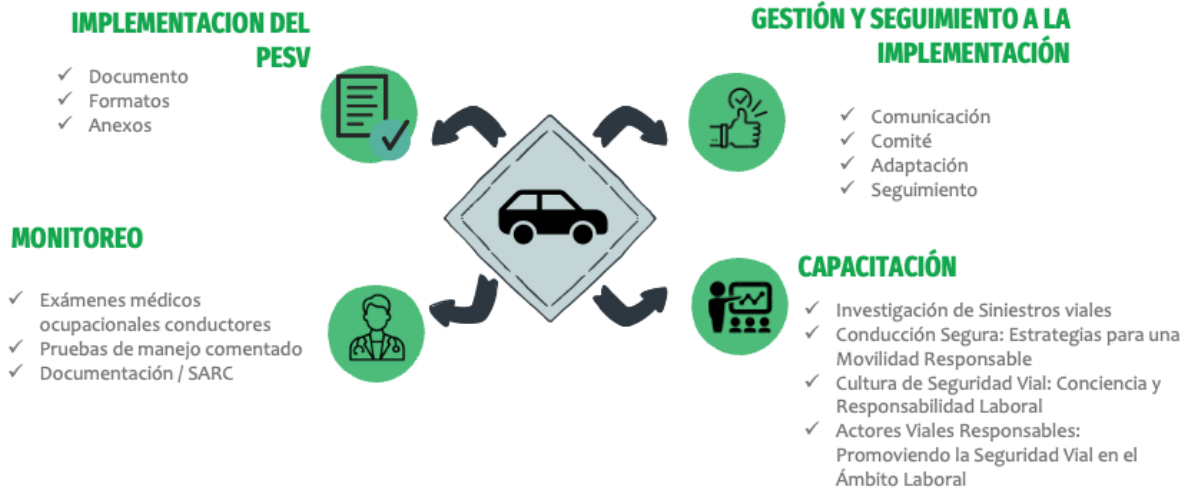 IMPLEMENTACION DEL
PESV
✓ Documento
✓ Formatos
✓ Anexos
GESTIÓN Y SEGUIMIENTO A LA
IMPLEMENTACIÓN
✓ Comunicación
✓ Comité
✓ Adaptación
✓ Seguimiento
MONITOREO
✓ Exámenes médicos
ocupacionales conductores
✓ Pruebas de manejo comentado
✓ Documentación / SARC
CAPACITACIÓN
✓ Investigación de Siniestros viales
✓ Conducción Segura: Estrategias para una
Movilidad Responsable
✓ Cultura de Seguridad Vial: Conciencia y
Responsabilidad Laboral
✓ Actores Viales Responsables:
Promoviendo la Seguridad Vial en el
Ámbito Laboral